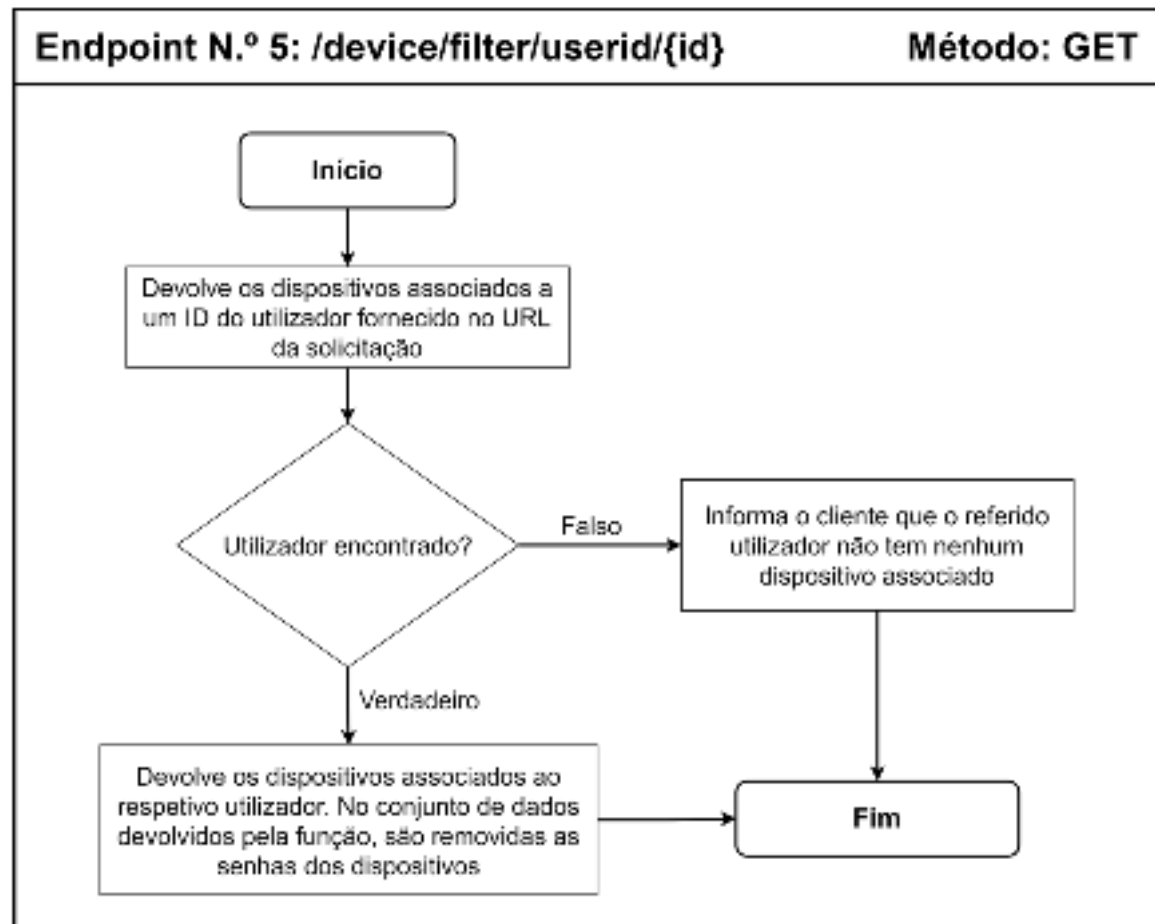 Endpoint N.º 5: /device/filter/userid/{id} Método: GET
Início
Devolve os dispositivos associados a
um ID do utilizador fornecido no URL
da solicitação
Utilizador encontrado?
Falso
Informa o cliente que o referido
utilizador não tem nenhum
dispositivo associado
Verdadeiro
Devolve os dispositivos associados ao
respetivo utilizador. No conjunto de dados
devolvidos pela função, são removidas as
senhas dos dispositivos
Fim